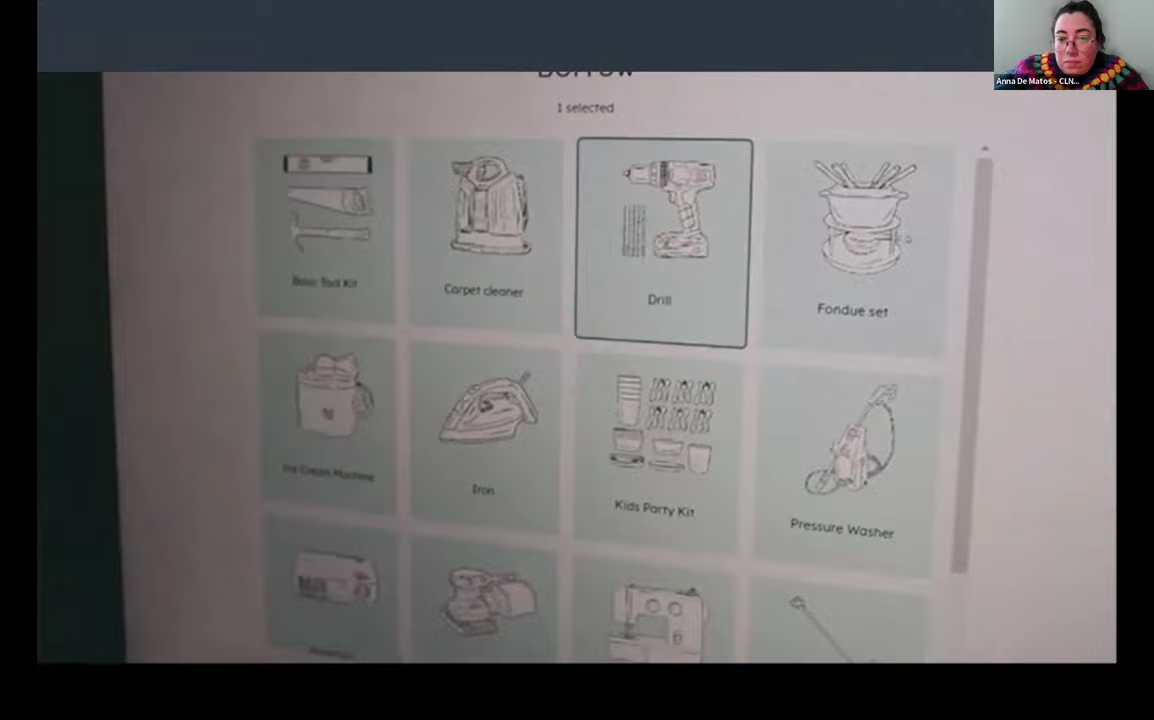 Borrow
1 selected
Anna De Matos - CLN...
Basic Tool Kit
Carpet cleaner
Drill
Fondue set
Ice Cream Machine
Iron
Kids Party Kit
Pressure Washer